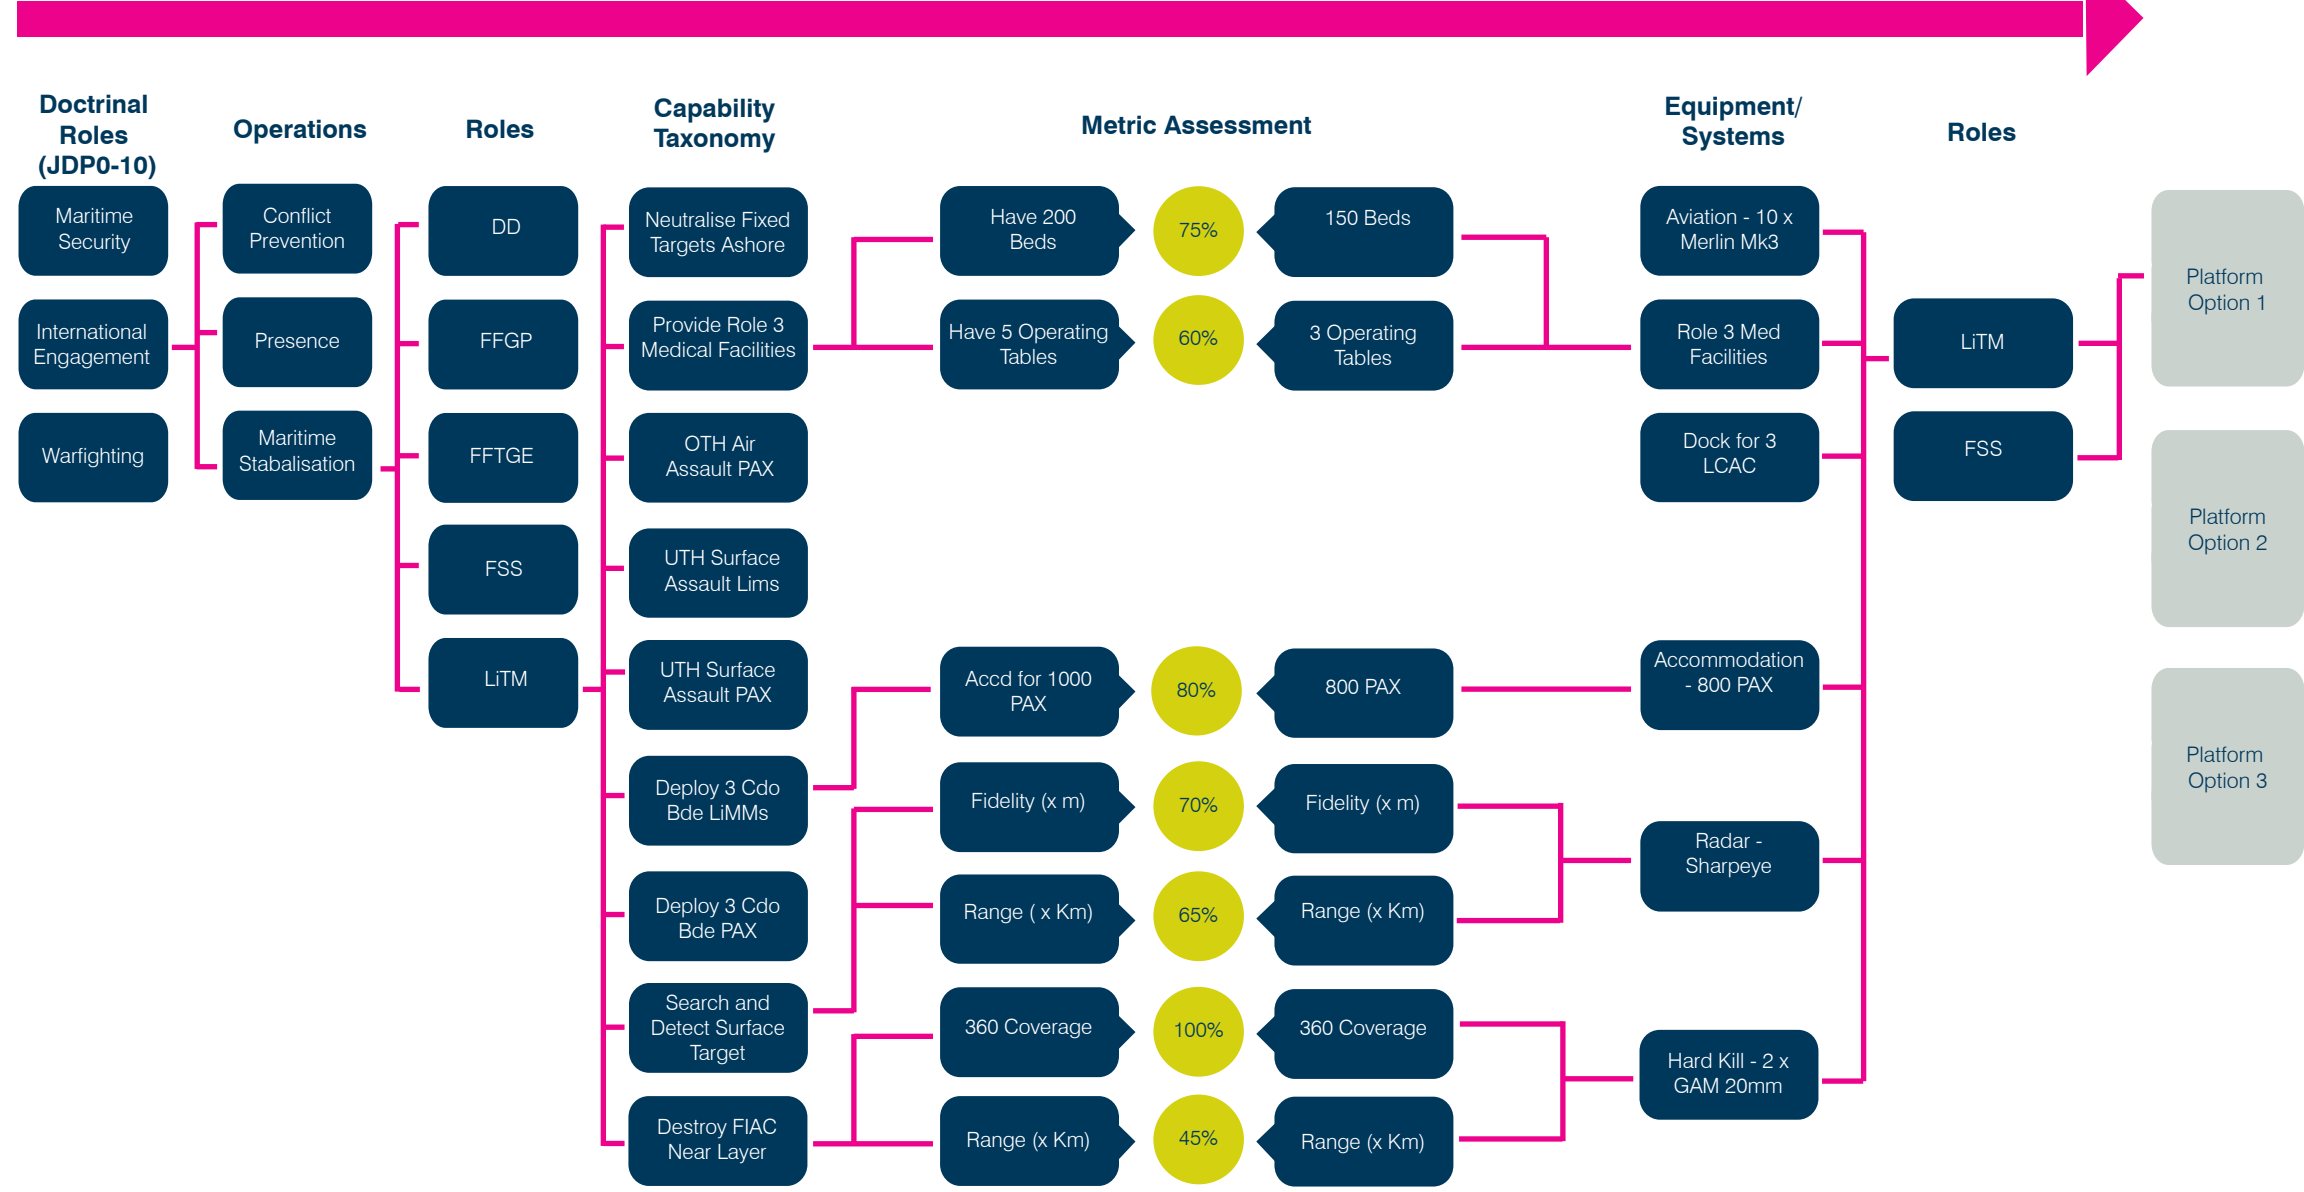 Doctrinal
Roles
(JDP0-10)
Operations
Roles
Capability
Taxonomy
Metric Assessment
Equipment/
Systems
Roles
Maritime
Security
International
Engagement
Warfighting
Conflict
Prevention
Presence
Maritime
Stabalisation
DD
FFGP
FFTGE
FSS
LiTM
Neutralise Fixed
Targets Ashore
Provide Role 3
Medical Facilities
OTH Air
Assault PAX
UTH Surface
Assault Lims
UTH Surface
Assault PAX
Deploy 3 Cdo
Bde LiMMs
Deploy 3 Cdo
Bde PAX
Search and
Detect Surface
Target
Destroy FIAC
Near Layer
Have 200
Beds
75%
150 Beds
Have 5 Operating
Tables
60%
3 Operating
Tables
Accd for 1000
PAX
80%
800 PAX
Fidelity (x m)
70%
Fidelity (x m)
Range ( x Km)
65%
Range (x Km)
360 Coverage
100%
360 Coverage
Range (x Km)
45%
Range (x Km)
Aviation - 10 x
Merlin Mk3
Role 3 Med
Facilities
Dock for 3
LCAC
Accommodation
- 800 PAX
Radar -
Sharpeye
Hard Kill - 2 x
GAM 20mm
LiTM
FSS
Platform
Option 1
Platform
Option 2
Platform
Option 3